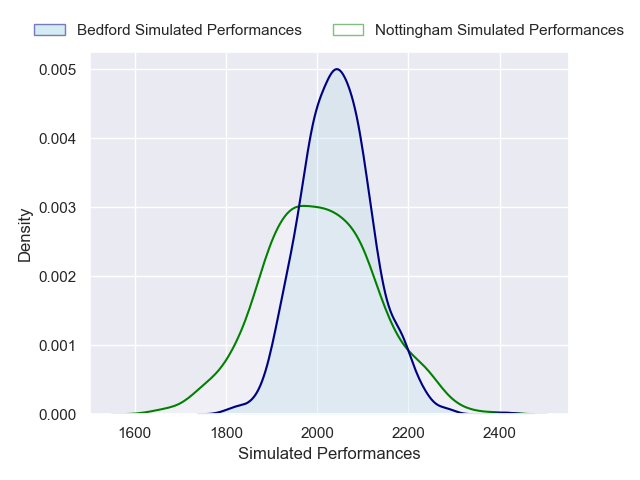 Bedford Simulated Performances
Nottingham Simulated Performances
0.005
0.004
0.003
0.002
0.001
0.000
Density
1600 1800 2000 2200 2400
Simulated Performances